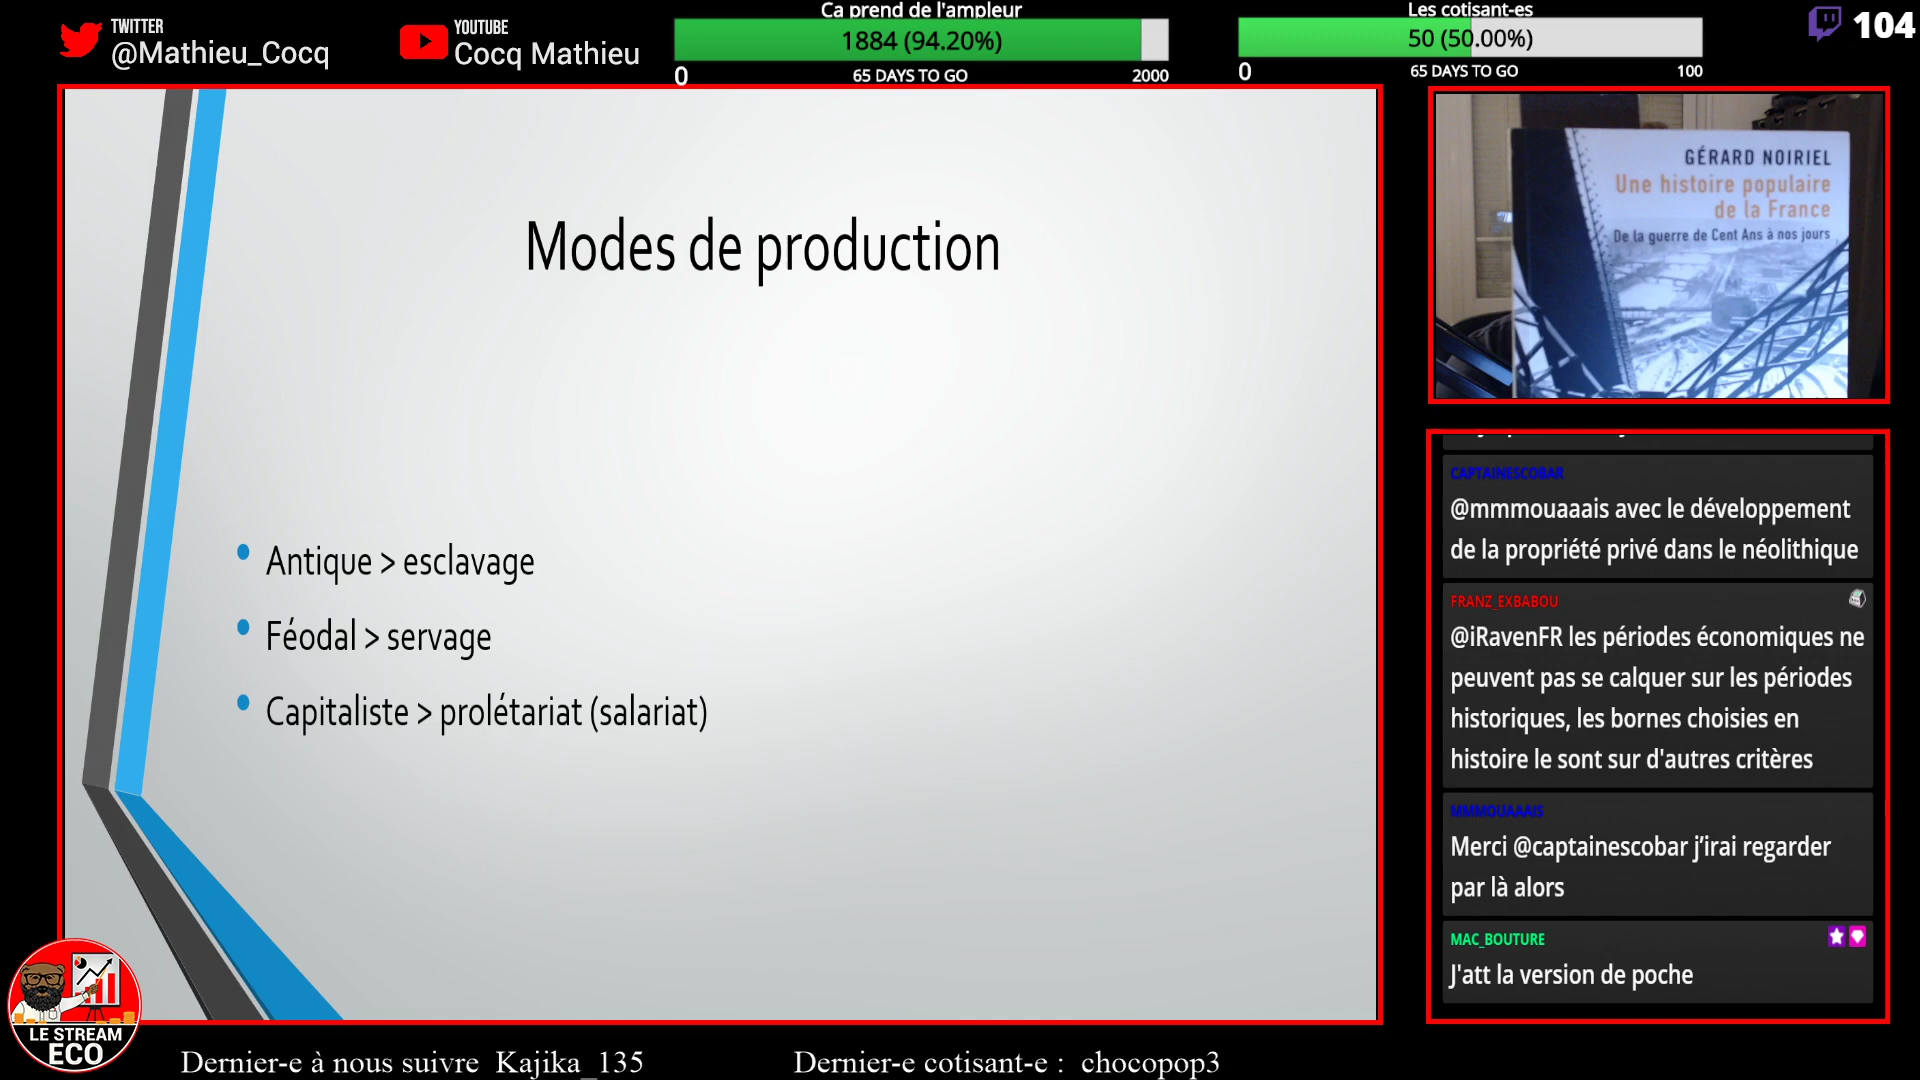 TWITTER
@Mathieu_Cocq
YOUTUBE
Cocq Mathieu
Ca prend de l'ampleur
1884 (94.20%)
0
65 DAYS TO GO
2000
Les cotisant-es
50 (50.00%)
0
65 DAYS TO GO
100
104
Modes de production
Antique > esclavage
Féodal > servage
Capitaliste > prolétariat (salariat)
GÉRARD NOIRIEL
Une histoire populaire
de la France
De la guerre de Cent Ans à nos jours
CAPTAINESCOBAR
@mmmouaaais avec le développement
de la propriété privé dans le néolithique
FRANZ_EXBABOU
@iRavenFR les périodes économiques ne
peuvent pas se calquer sur les périodes
historiques, les bornes choisies en
histoire le sont sur d'autres critères
MMMOUAAAIS
Merci @captainescobar j’irai regarder
par là alors
MAC_BOUTURE
J'att la version de poche
LE STREAM
ECO
Dernier-e à nous suivre Kajika_135
Dernier-e cotisant-e : chocopop3